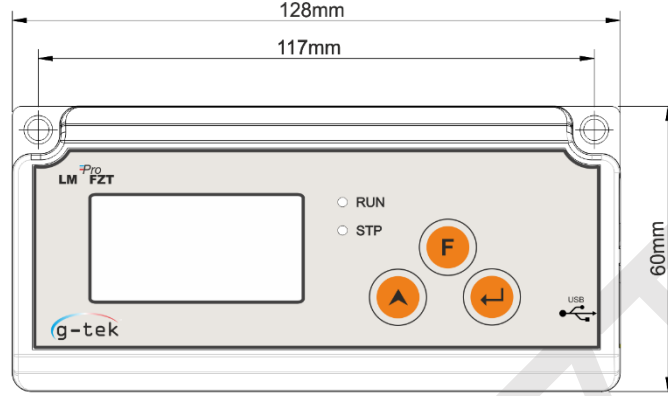 128mm
117mm
Pro
LM FZT
RUN
STP
F
60mm
USB
g-tek